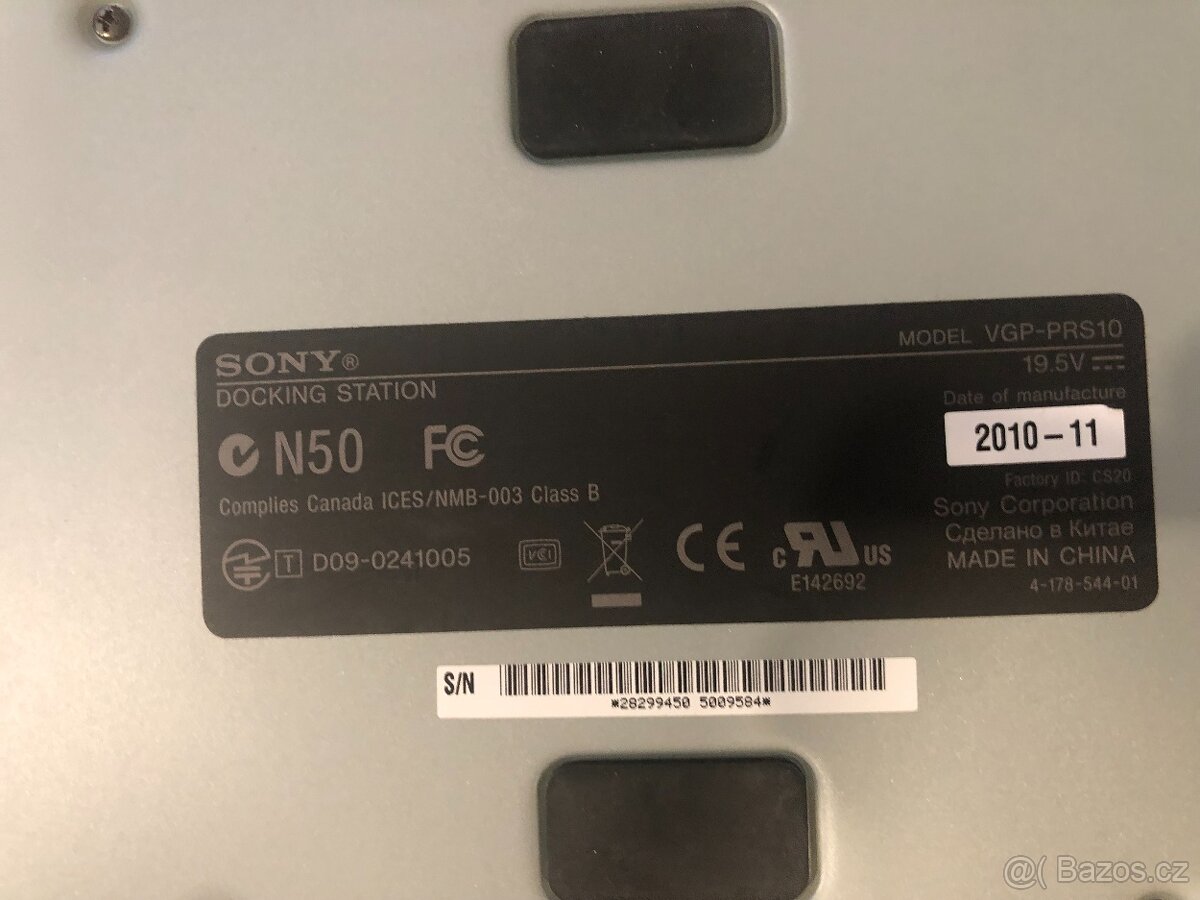 SONY®
MODEL VGP-PRS10
DOCKING STATION
19.5V
Date of manufacture
2010-11
N50 FC
Factory ID: CS20
Complies Canada ICES/NMB-003 Class B
Sony Corporation
Сделано в Китае
T D09-0241005
VCI
CE
c RU US
MADE IN CHINA
E142692
4-178-544-01
S/N
*28299450 5009584*
@( Bazos.cz